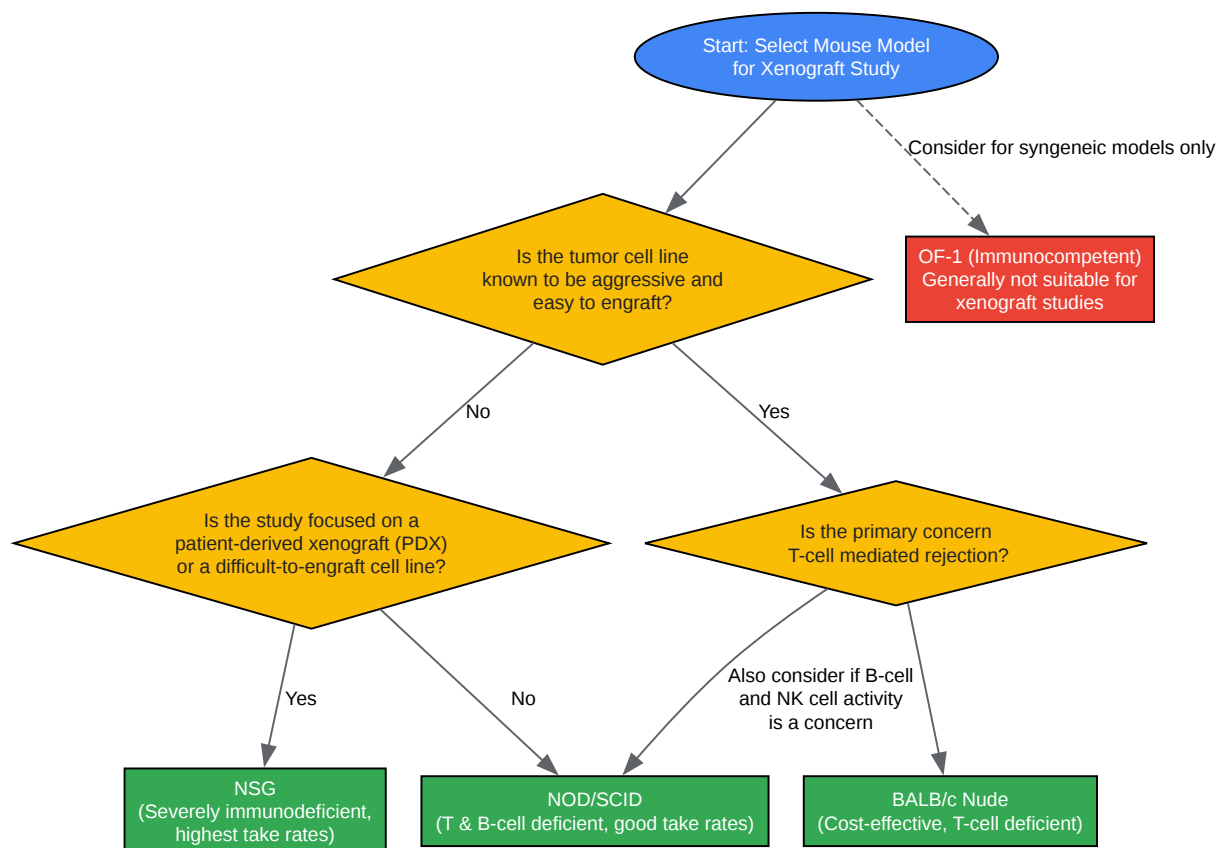 Start: Select Mouse Model
for Xenograft Study
Consider for syngeneic models only
OF-1 (Immunocompetent)
Generally not suitable for
xenograft studies
Is the tumor cell line
known to be aggressive and
easy to engraft?
No
Yes
Is the study focused on a
patient-derived xenograft (PDX)
or a difficult-to-engraft cell line?
Is the primary concern
T-cell mediated rejection?
Yes
No
Also consider if B-cell
and NK cell activity
is a concern
NSG
(Severely immunodeficient,
highest take rates)
NOD/SCID
(T & B-cell deficient, good take rates)
BALB/c Nude
(Cost-effective, T-cell deficient)